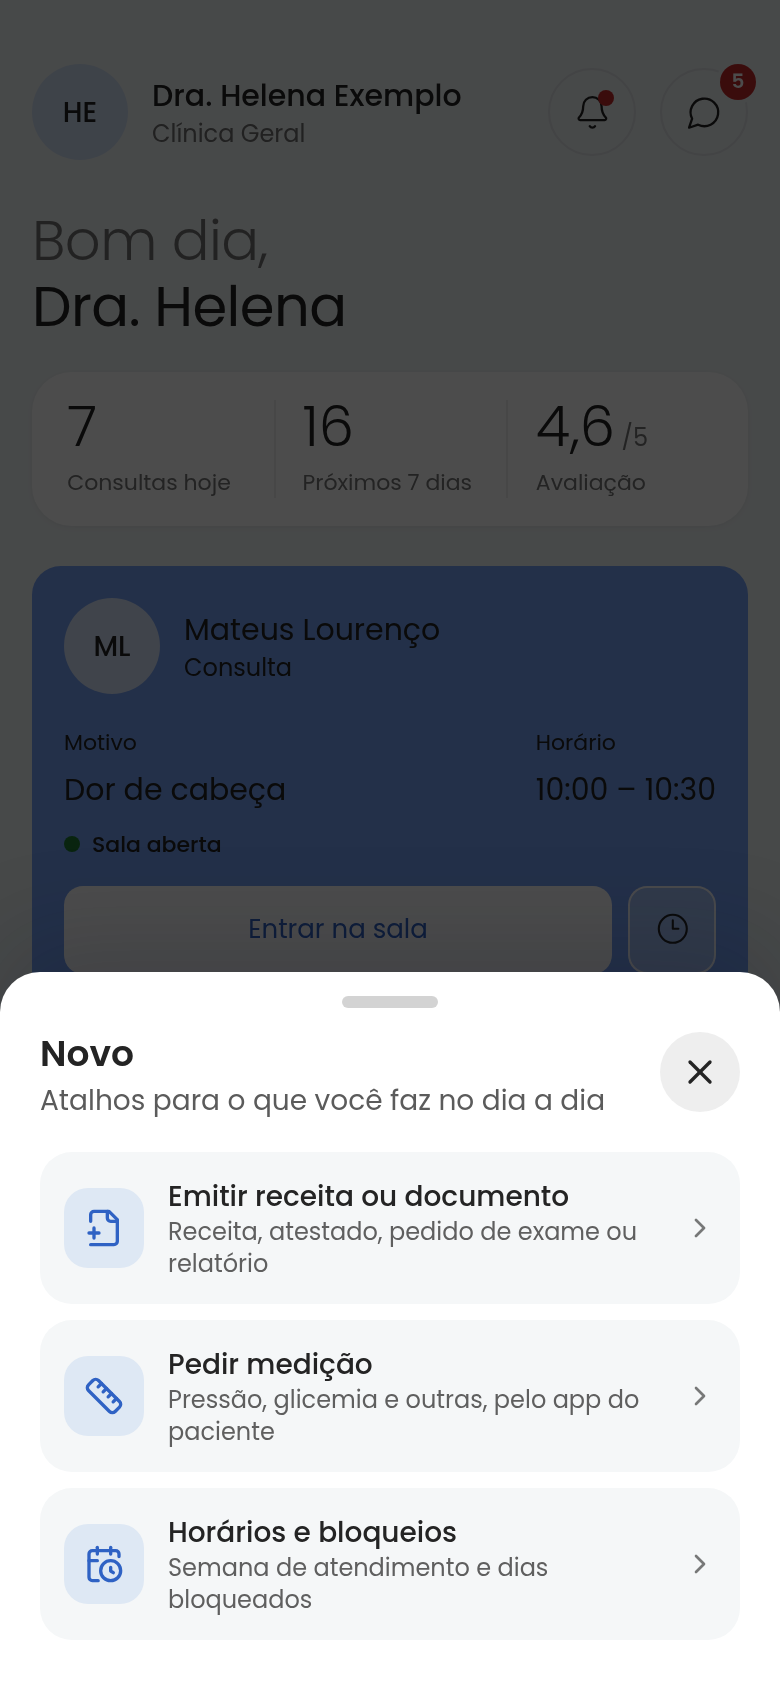 HE
Dra. Helena Exemplo
Clínica Geral
5
Bom dia,
Dra. Helena
7
Consultas hoje
16
Próximos 7 dias
4,6 /5
Avaliação
ML
Mateus Lourenço
Consulta
Motivo
Dor de cabeça
Horário
10:00 – 10:30
Sala aberta
Entrar na sala
Novo
Atalhos para o que você faz no dia a dia
Emitir receita ou documento
Receita, atestado, pedido de exame ou
relatório
Pedir medição
Pressão, glicemia e outras, pelo app do
paciente
Horários e bloqueios
Semana de atendimento e dias
bloqueados